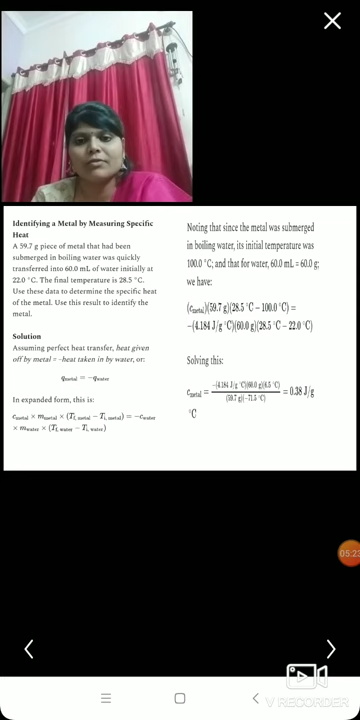 Identifying a Metal by Measuring Specific
Heat
A 59.7 g piece of metal that had been
submerged in boiling water was quickly
transferred into 60.0 mL of water initially at
22.0 °C. The final temperature is 28.5 °C.
Use these data to determine the specific heat
of the metal. Use this result to identify the
metal.
Solution
Assuming perfect heat transfer, heat given
off by metal = −heat taken in by water, or:
q_metal = −q_water
In expanded form, this is:
c_metal × m_metal × (T_f, metal − T_i, metal) = −c_water
× m_water × (T_f, water − T_i, water)
Noting that since the metal was submerged
in boiling water, its initial temperature was
100.0 °C; and that for water, 60.0 mL = 60.0 g;
we have:
(c_metal)(59.7 g)(28.5 °C − 100.0 °C) =
−(4.184 J/g °C)(60.0 g)(28.5 °C − 22.0 °C)
Solving this:
c_metal = −(4.184 J/g °C)(60.0 g)(6.5 °C) / (59.7 g)(−71.5 °C) = 0.38 J/g
°C
05:23
V RECORDER